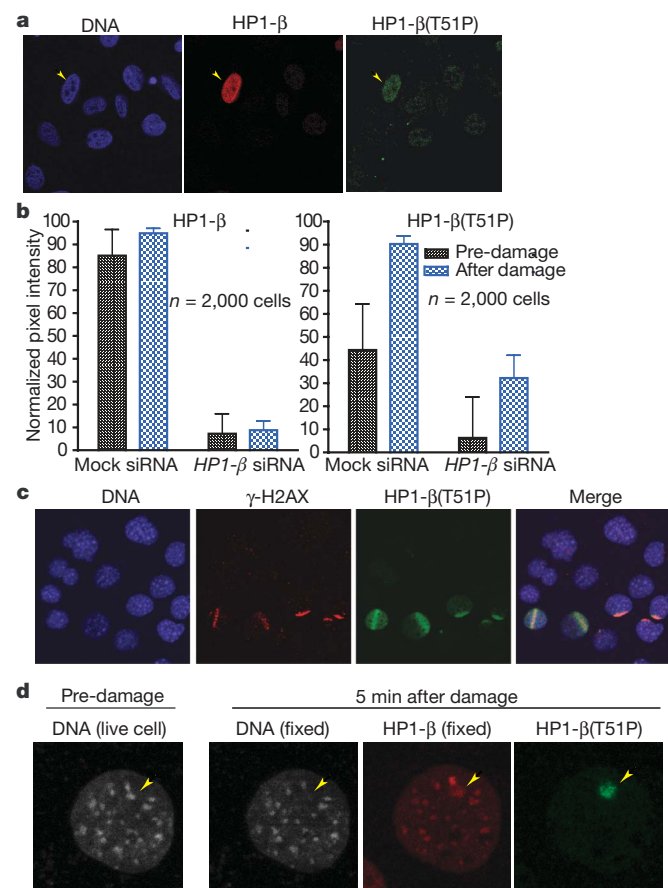 a
DNA HP1-β HP1-β(T51P)
b
HP1-β
HP1-β(T51P)
Normalized pixel intensity
100
90
80
70
60
50
40
30
20
10
0
n = 2,000 cells
Mock siRNA HP1-β siRNA
100
90
80
70
60
50
40
30
20
10
0
Pre-damage
After damage
n = 2,000 cells
Mock siRNA HP1-β siRNA
c
DNA γ-H2AX HP1-β(T51P) Merge
d
Pre-damage 5 min after damage
DNA (live cell) DNA (fixed) HP1-β (fixed) HP1-β(T51P)